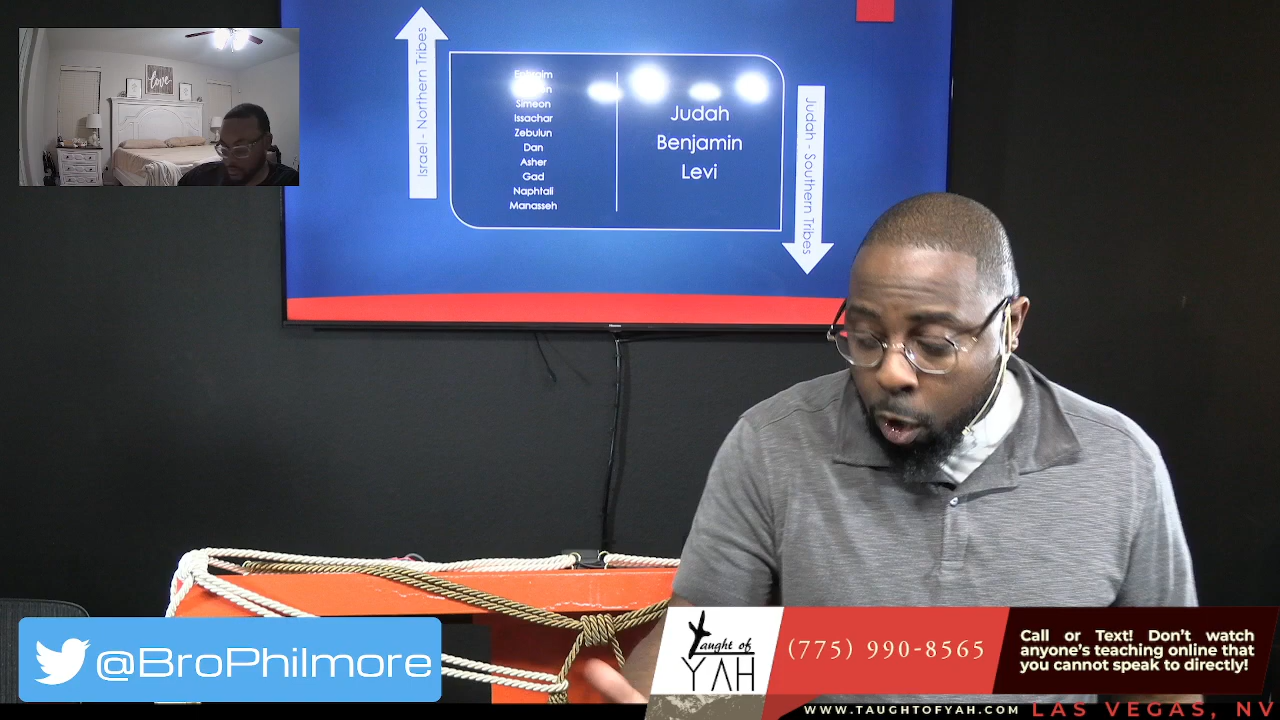 love
Israel - Northern Tribes
Ephraim
Simeon
Issachar
Zebulun
Dan
Asher
Gad
Naphtali
Manasseh
Judah
Benjamin
Levi
Judah - Southern Tribes
@BroPhilmore
Taught of
YAH
(775) 990-8565
Call or Text! Don't watch
anyone's teaching online that
you cannot speak to directly!
WWW.TAUGHTOFYAH.COM
LAS VEGAS, NV